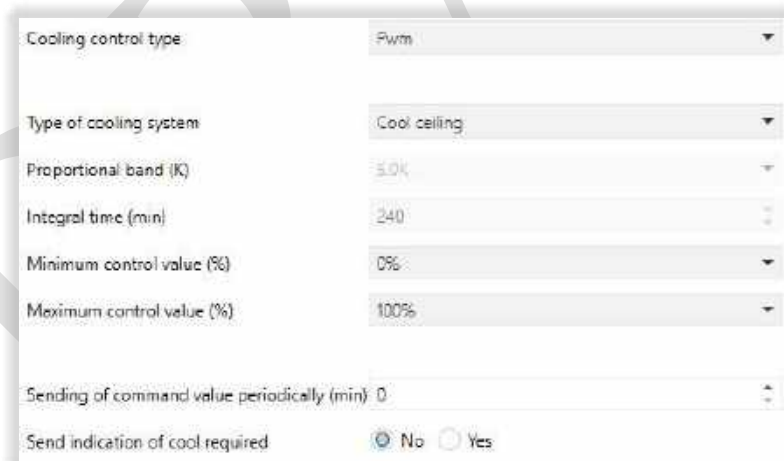 Cooling control type Pwm
Type of cooling system Cool ceiling
Proportional band (K) 5.0K
Integral time (min) 240
Minimum control value (%) 0%
Maximum control value (%) 100%
Sending of command value periodically (min) 0
Send indication of cool required No Yes